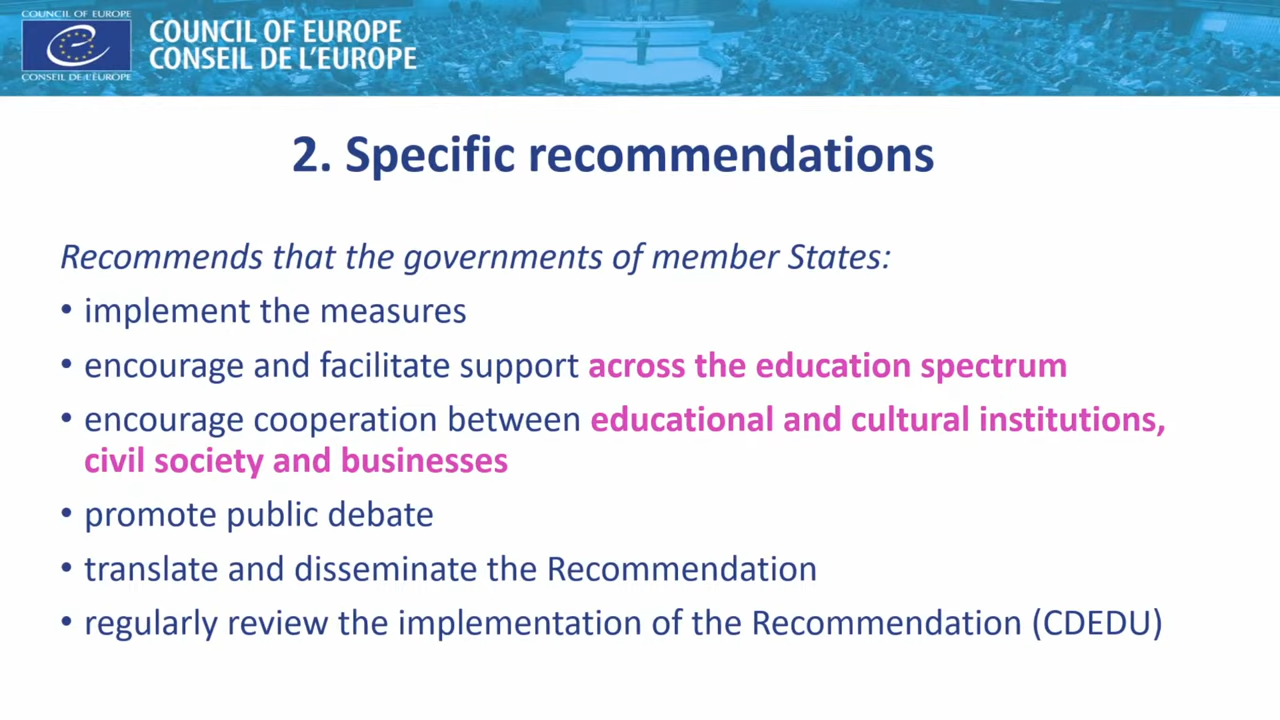 COUNCIL OF EUROPE
CONSEIL DE L'EUROPE
COUNCIL OF EUROPE
CONSEIL DE L'EUROPE
2. Specific recommendations
Recommends that the governments of member States:
• implement the measures
• encourage and facilitate support across the education spectrum
• encourage cooperation between educational and cultural institutions,
civil society and businesses
• promote public debate
• translate and disseminate the Recommendation
• regularly review the implementation of the Recommendation (CDEDU)